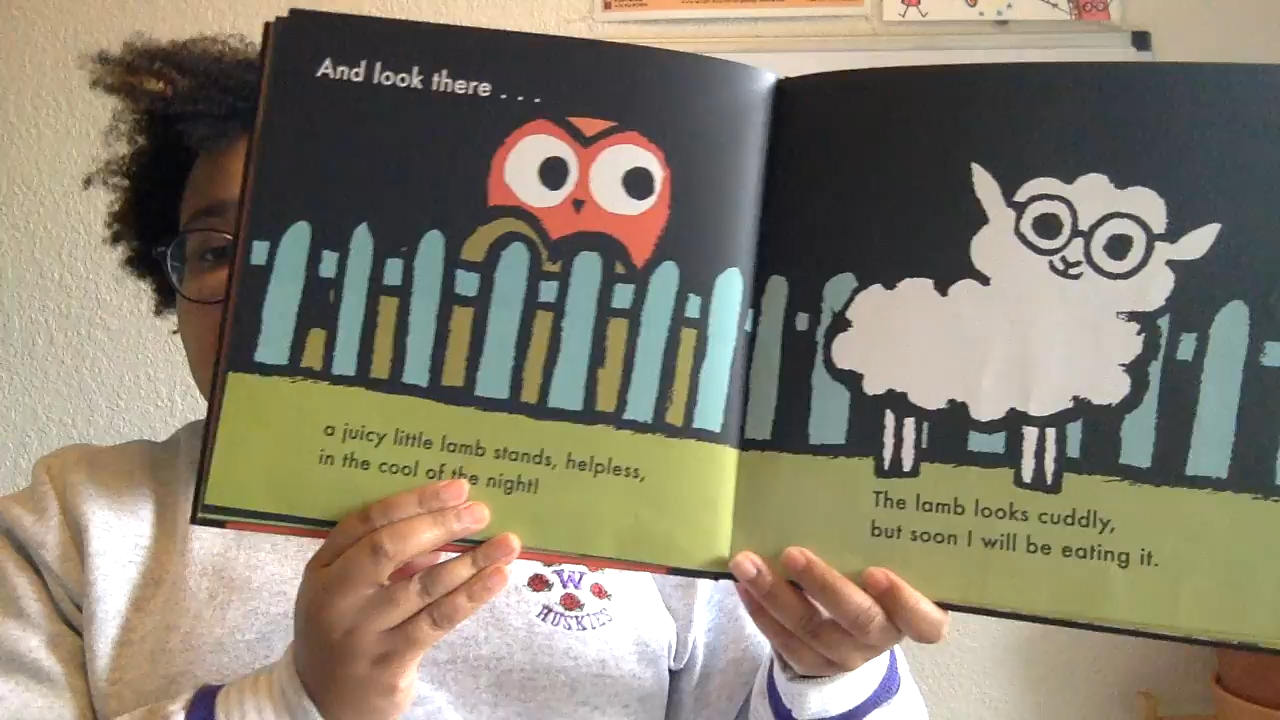 And look there . . .
a juicy little lamb stands, helpless,
in the cool of the night!
The lamb looks cuddly,
but soon I will be eating it.
W
HUSKIES